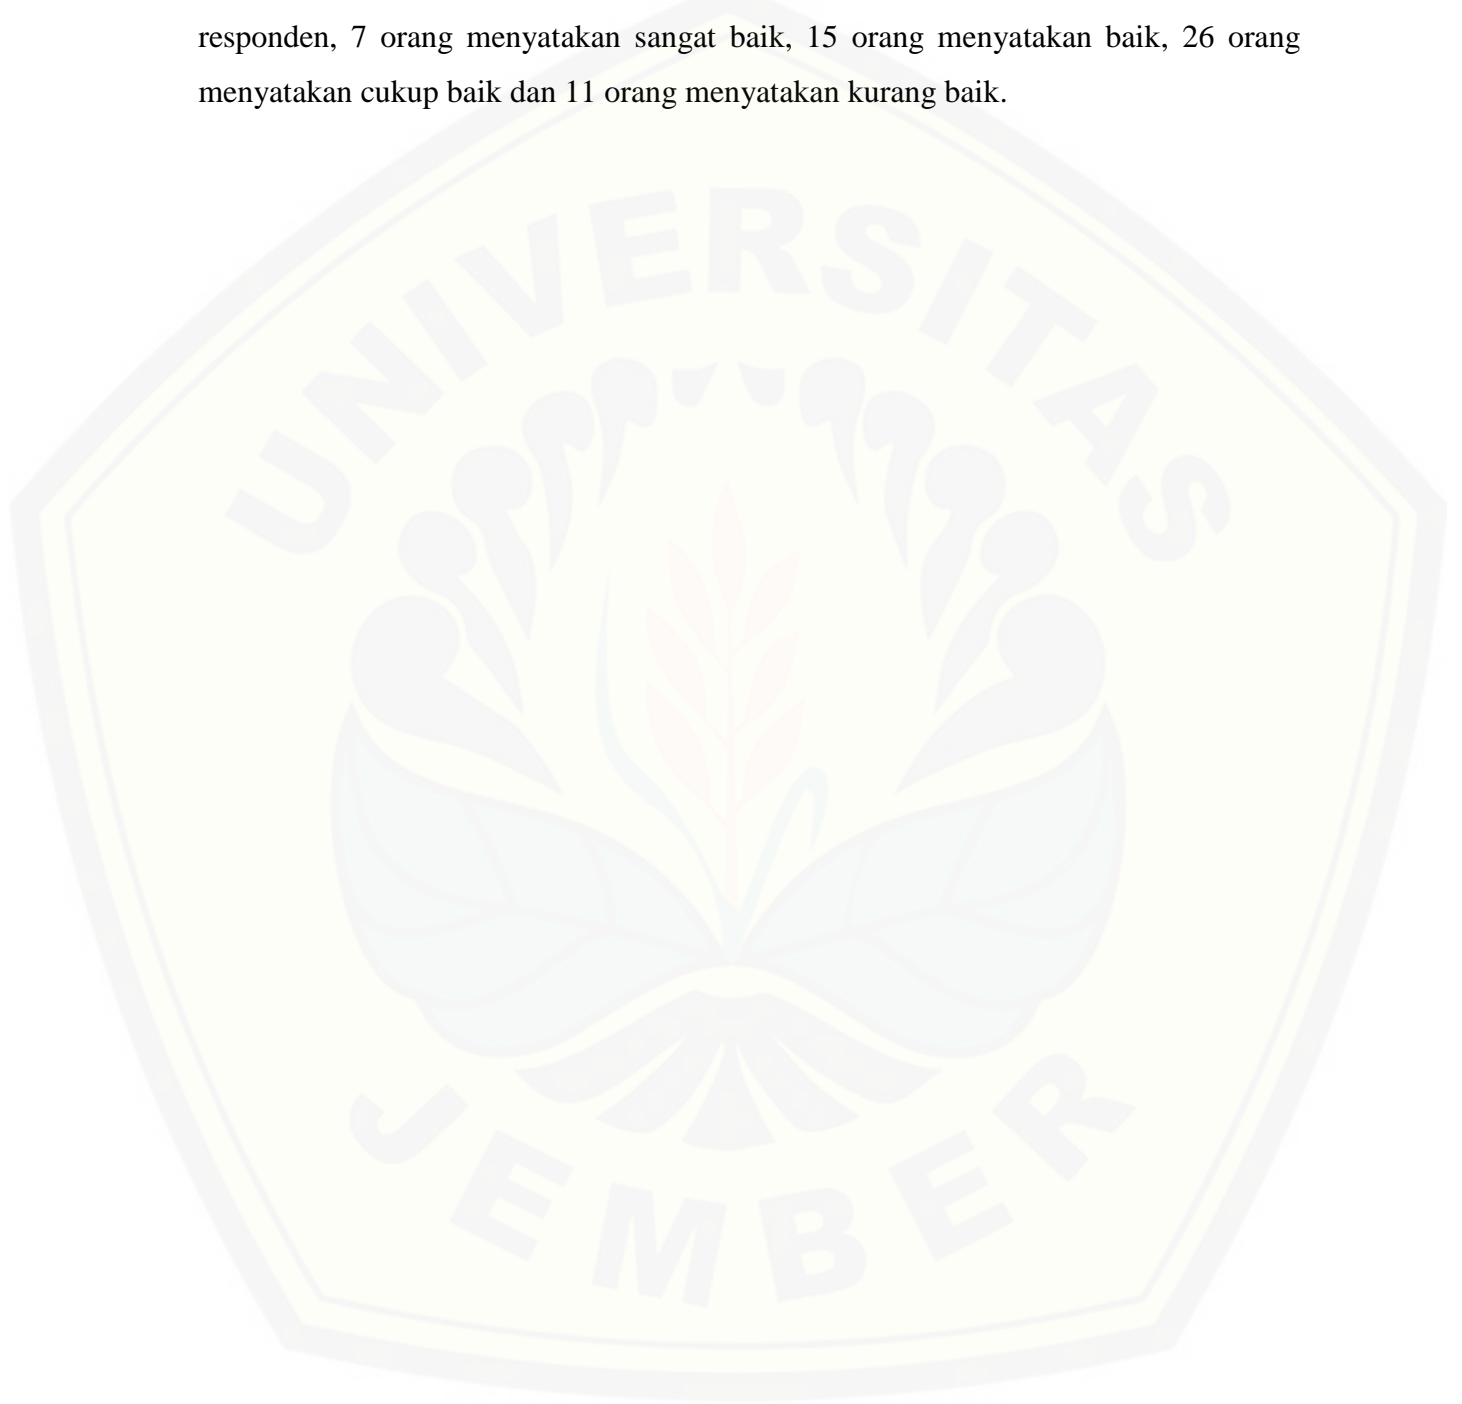 responden, 7 orang menyatakan sangat baik, 15 orang menyatakan baik, 26 orang
menyatakan cukup baik dan 11 orang menyatakan kurang baik.
UNIVERSITAS
JEMBER